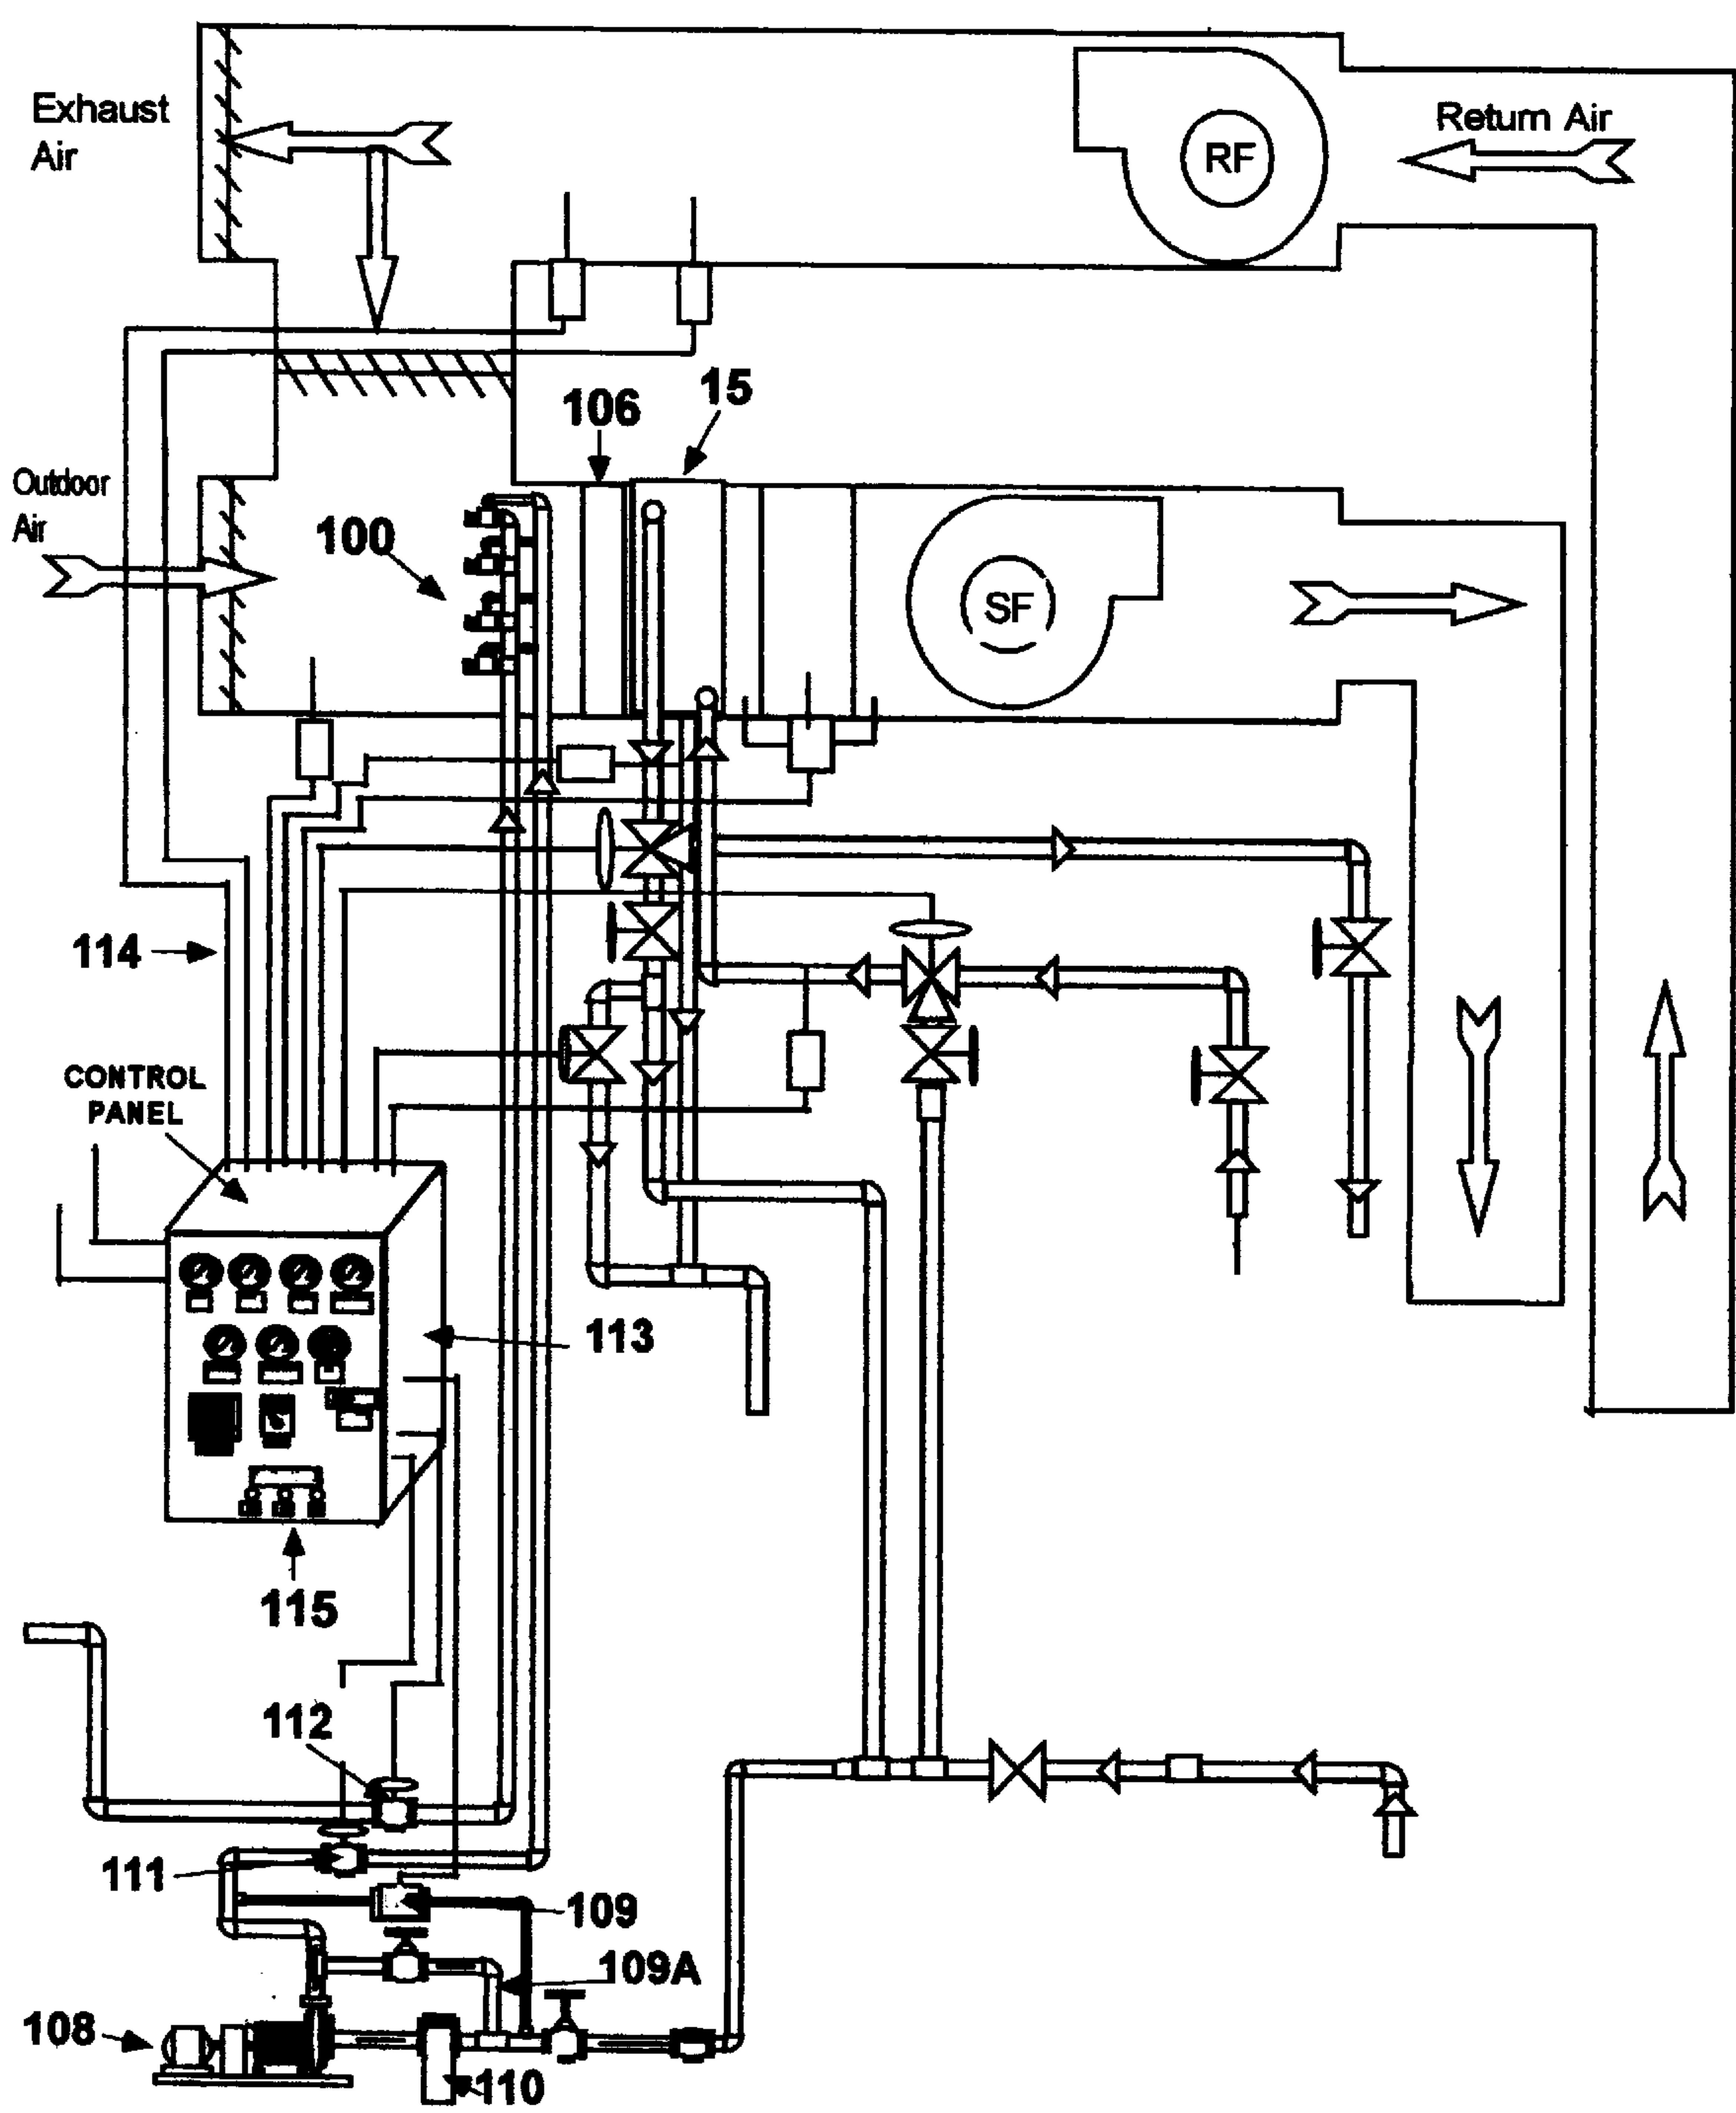 Exhaust
Air
RF
Return Air
15
106
Outdoor
Air
100
SF
114
CONTROL
PANEL
113
115
112
111
109
109A
108
110